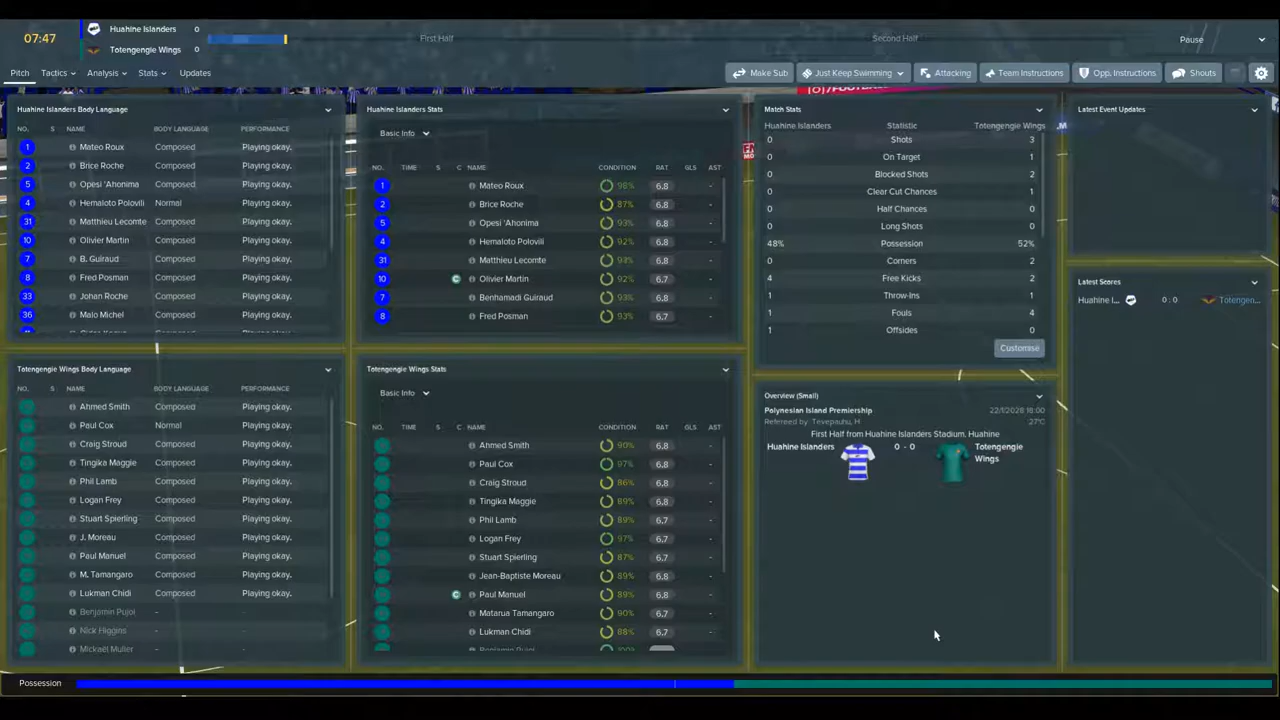 07:47
Huahine Islanders 0
Totengengie Wings 0
First Half
Second Half
Pause
Pitch Tactics Analysis Stats Updates
Make Sub Just Keep Swimming Attacking Team Instructions Opp. Instructions Shouts
Huahine Islanders Body Language
NO. S NAME BODY LANGUAGE PERFORMANCE
1 Mateo Roux Composed Playing okay.
2 Brice Roche Composed Playing okay.
5 Opesi 'Ahonima Composed Playing okay.
4 Hemaloto Polovili Normal Playing okay.
31 Matthieu Lecomte Composed Playing okay.
10 Olivier Martin Composed Playing okay.
7 B. Guiraud Composed Playing okay.
8 Fred Posman Composed Playing okay.
33 Johan Roche Composed Playing okay.
36 Malo Michel Composed Playing okay.
Huahine Islanders Stats
Basic Info
NO. TIME S C NAME CONDITION RAT GLS AST
1 Mateo Roux 98% 6.8 -
2 Brice Roche 87% 6.8 -
5 Opesi 'Ahonima 93% 6.8 -
4 Hemaloto Polovili 92% 6.8 -
31 Matthieu Lecomte 93% 6.8 -
10 C Olivier Martin 92% 6.7 -
7 Benhamadi Guiraud 93% 6.8 -
8 Fred Posman 93% 6.7 -
Match Stats
Huahine Islanders Statistic Totengengie Wings
0 Shots 3
0 On Target 1
0 Blocked Shots 2
0 Clear Cut Chances 1
0 Half Chances 0
0 Long Shots 0
48% Possession 52%
0 Corners 2
4 Free Kicks 2
1 Throw-Ins 1
1 Fouls 4
1 Offsides 0
Customise
Latest Event Updates
Latest Scores
Huahine I... 0 : 0 Totengen...
Totengengie Wings Body Language
NO. S NAME BODY LANGUAGE PERFORMANCE
Ahmed Smith Composed Playing okay.
Paul Cox Normal Playing okay.
Craig Stroud Composed Playing okay.
Tingika Maggie Composed Playing okay.
Phil Lamb Composed Playing okay.
Logan Frey Composed Playing okay.
Stuart Spierling Composed Playing okay.
J. Moreau Composed Playing okay.
Paul Manuel Composed Playing okay.
M. Tamangaro Composed Playing okay.
Lukman Chidi Composed Playing okay.
Benjamin Pujol - -
Nick Higgins - -
Mickaël Muller - -
Totengengie Wings Stats
Basic Info
NO. TIME S C NAME CONDITION RAT GLS AST
Ahmed Smith 90% 6.8 -
Paul Cox 97% 6.8 -
Craig Stroud 86% 6.8 -
Tingika Maggie 89% 6.8 -
Phil Lamb 89% 6.7 -
Logan Frey 97% 6.7 -
Stuart Spierling 87% 6.7 -
Jean-Baptiste Moreau 89% 6.8 -
C Paul Manuel 89% 6.8 -
Matarua Tamangaro 90% 6.7 -
Lukman Chidi 88% 6.7 -
Benjamin Pujol 100%
Overview (Small)
Polynesian Island Premiership 22/1/2028 18:00
Refereed by: Tevepauhu, H 27°C
First Half from Huahine Islanders Stadium, Huahine
Huahine Islanders 0 - 0 Totengengie
Wings
Possession